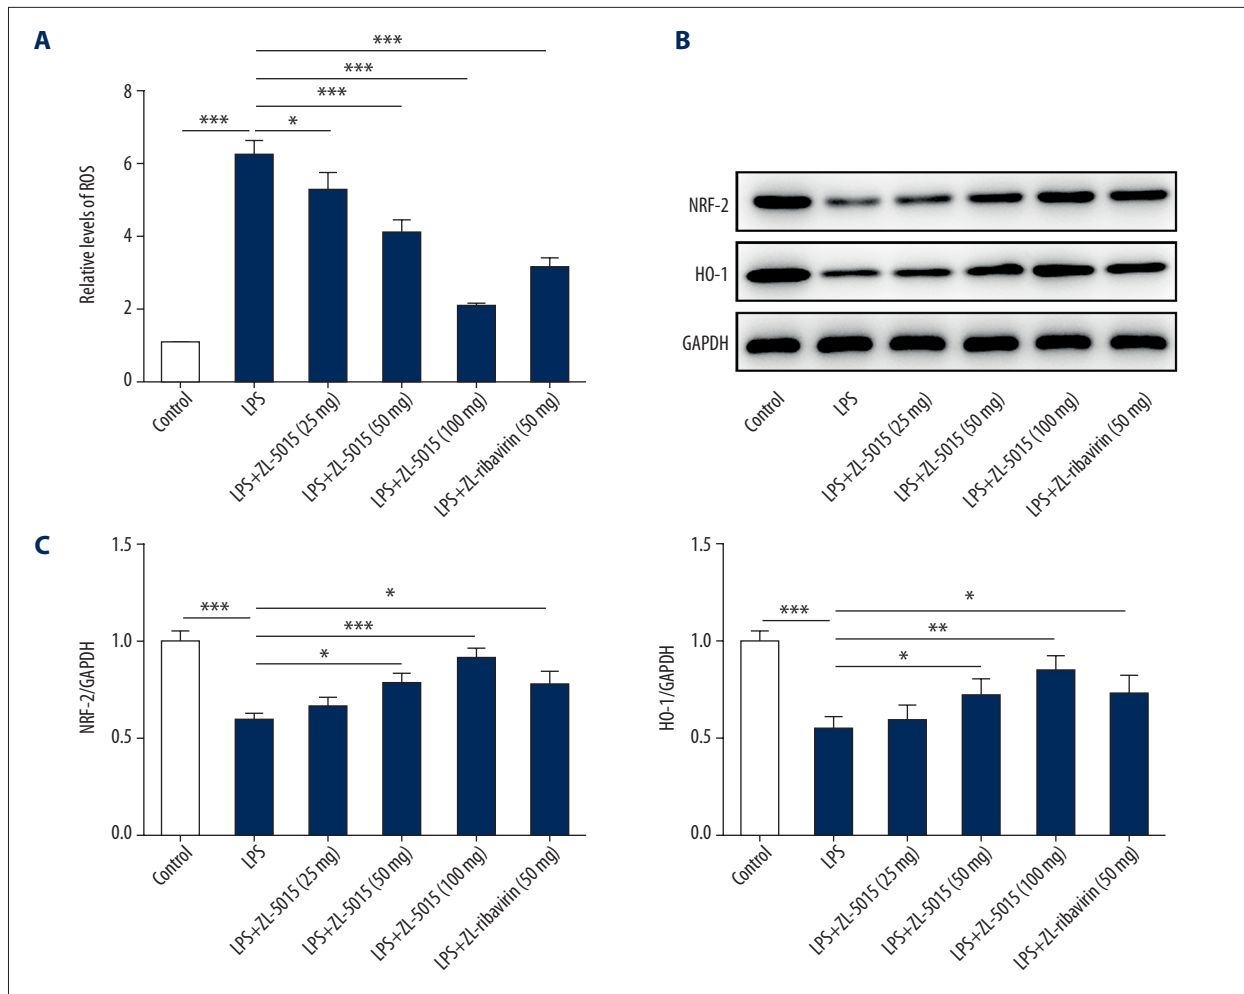 A
***
***
***
***
*
8
6
4
2
0
Relative levels of ROS
Control
LPS
LPS+ZL-5015 (25 mg)
LPS+ZL-5015 (50 mg)
LPS+ZL-5015 (100 mg)
LPS+ZL-ribavirin (50 mg)
B
NRF-2
HO-1
GAPDH
Control
LPS
LPS+ZL-5015 (25 mg)
LPS+ZL-5015 (50 mg)
LPS+ZL-5015 (100 mg)
LPS+ZL-ribavirin (50 mg)
C
1.5
1.0
0.5
0.0
NRF-2/GAPDH
*
***
***
*
Control
LPS
LPS+ZL-5015 (25 mg)
LPS+ZL-5015 (50 mg)
LPS+ZL-5015 (100 mg)
LPS+ZL-ribavirin (50 mg)
1.5
1.0
0.5
0.0
HO-1/GAPDH
*
***
**
*
Control
LPS
LPS+ZL-5015 (25 mg)
LPS+ZL-5015 (50 mg)
LPS+ZL-5015 (100 mg)
LPS+ZL-ribavirin (50 mg)